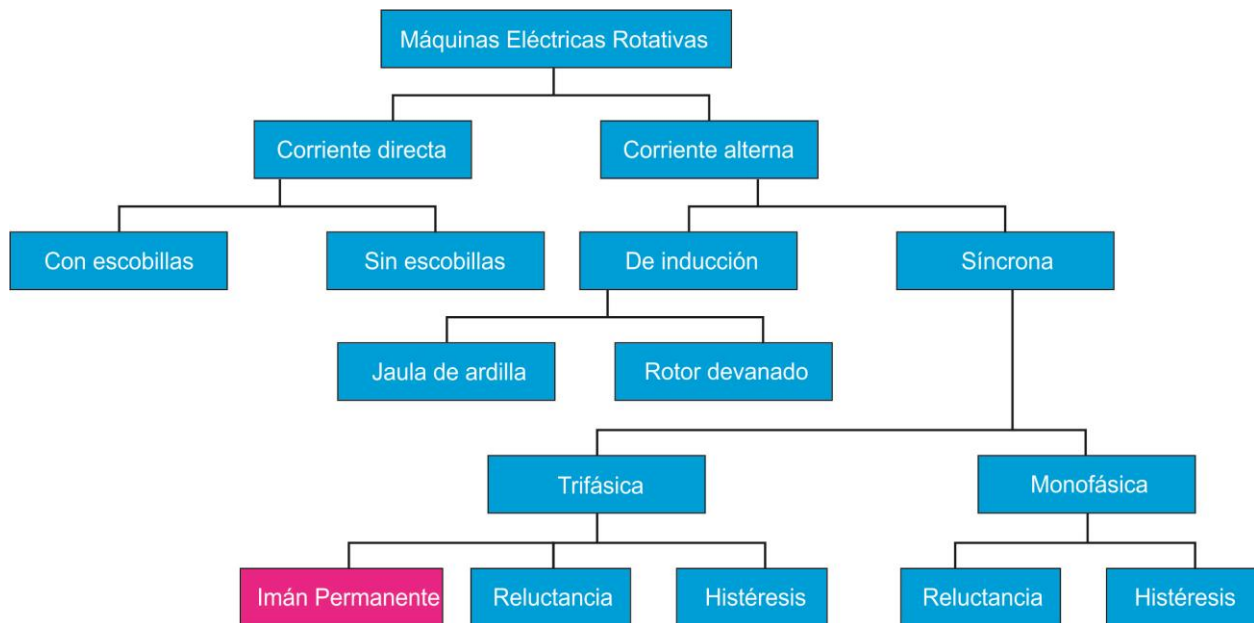 Máquinas Eléctricas Rotativas
Corriente directa
Corriente alterna
Con escobillas
Sin escobillas
De inducción
Síncrona
Jaula de ardilla
Rotor devanado
Trifásica
Monofásica
Imán Permanente
Reluctancia
Histéresis
Reluctancia
Histéresis